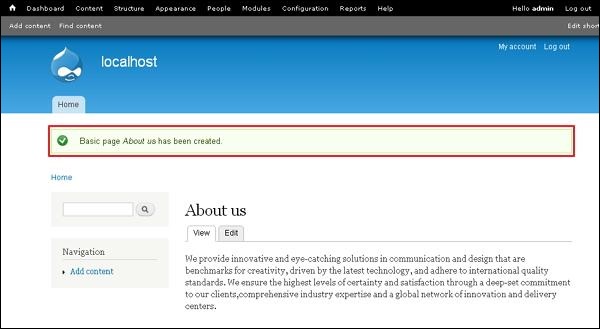 Dashboard Content Structure Appearance People Modules Configuration Reports Help Hello admin Log out
Add content Find content Edit short
My account Log out
localhost
Home
Basic page About us has been created.
Home
About us
View Edit
Navigation
Add content
We provide innovative and eye-catching solutions in communication and design that are
benchmarks for creativity, driven by the latest technology, and adhere to international quality
standards. We ensure the highest levels of certainty and satisfaction through a deep-set commitment
to our clients,comprehensive industry expertise and a global network of innovation and delivery
centers.